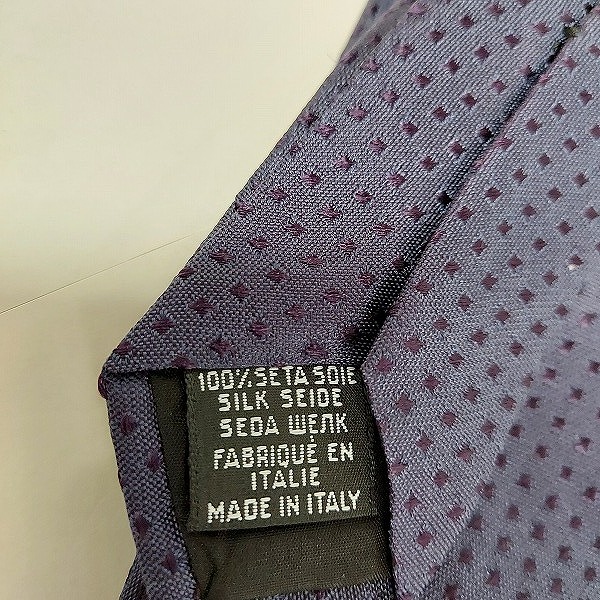 100% SETA SOIE
SILK SEIDE
SEDA ШЕЛК
FABRIQUÉ EN
ITALIE
MADE IN ITALY